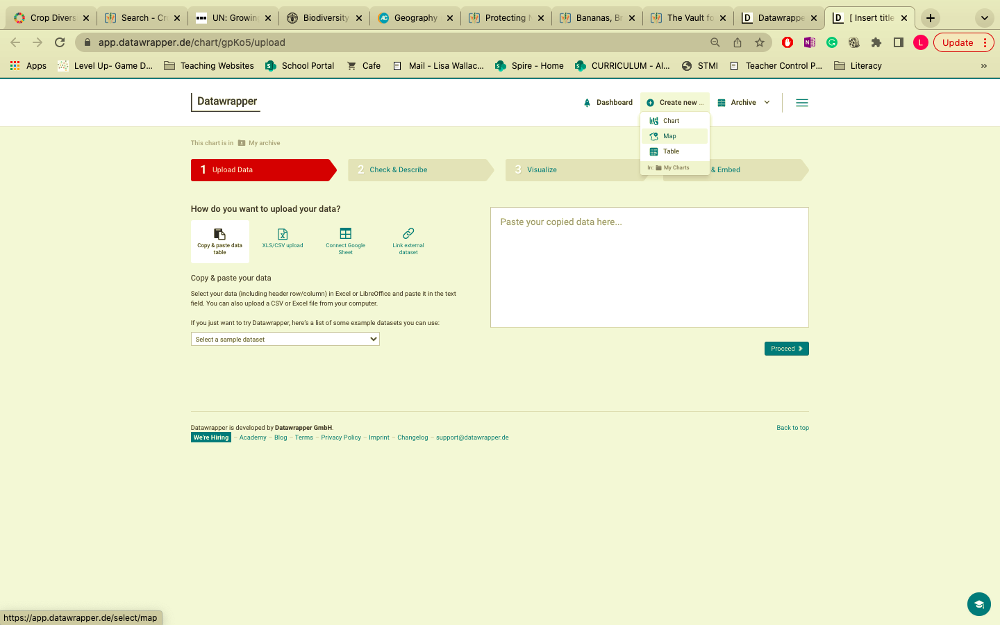 Crop Divers
Search - Cr
UN: Growin
Biodiversity
Geography
Protecting N
Bananas, B
The Vault fo
Datawrappe
[ Insert title
app.datawrapper.de/chart/gpKo5/upload
L
Update
Apps
Level Up- Game D...
Teaching Websites
School Portal
Cafe
Mail - Lisa Wallac...
Spire - Home
CURRICULUM - Al...
STMI
Teacher Control P...
Literacy
»
Datawrapper
Dashboard
Create new ...
Archive
Chart
Map
Table
In: My Charts
This chart is in My archive
1 Upload Data
2 Check & Describe
3 Visualize
& Embed
How do you want to upload your data?
Copy & paste data
table
XLS/CSV upload
Connect Google
Sheet
Link external
dataset
Paste your copied data here...
Copy & paste your data
Select your data (including header row/column) in Excel or LibreOffice and paste it in the text
field. You can also upload a CSV or Excel file from your computer.
If you just want to try Datawrapper, here's a list of some example datasets you can use:
Select a sample dataset
Proceed
Datawrapper is developed by Datawrapper GmbH.
Back to top
We're Hiring – Academy – Blog – Terms – Privacy Policy – Imprint – Changelog – support@datawrapper.de
https://app.datawrapper.de/select/map